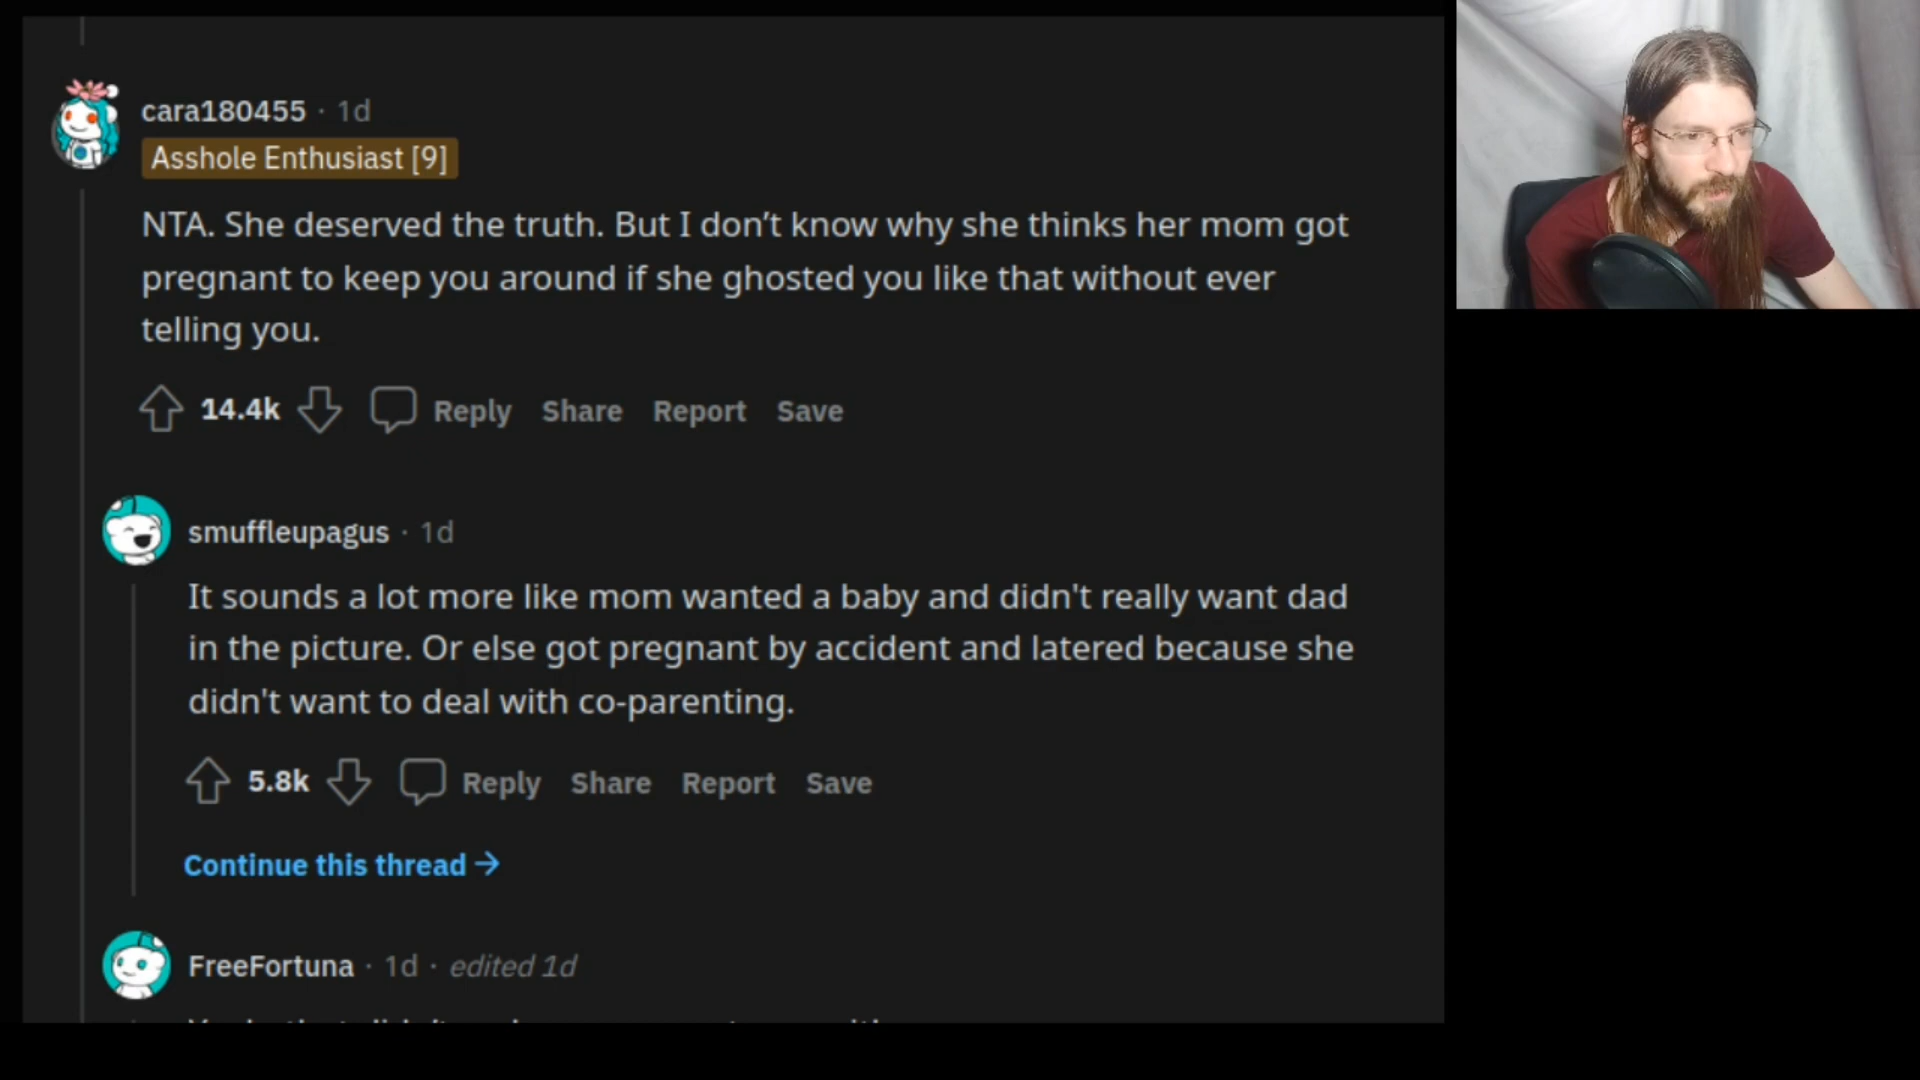 cara180455 · 1d
Asshole Enthusiast [9]
NTA. She deserved the truth. But I don’t know why she thinks her mom got
pregnant to keep you around if she ghosted you like that without ever
telling you.
14.4k Reply Share Report Save
smuffleupagus · 1d
It sounds a lot more like mom wanted a baby and didn't really want dad
in the picture. Or else got pregnant by accident and latered because she
didn't want to deal with co-parenting.
5.8k Reply Share Report Save
Continue this thread →
FreeFortuna · 1d · edited 1d